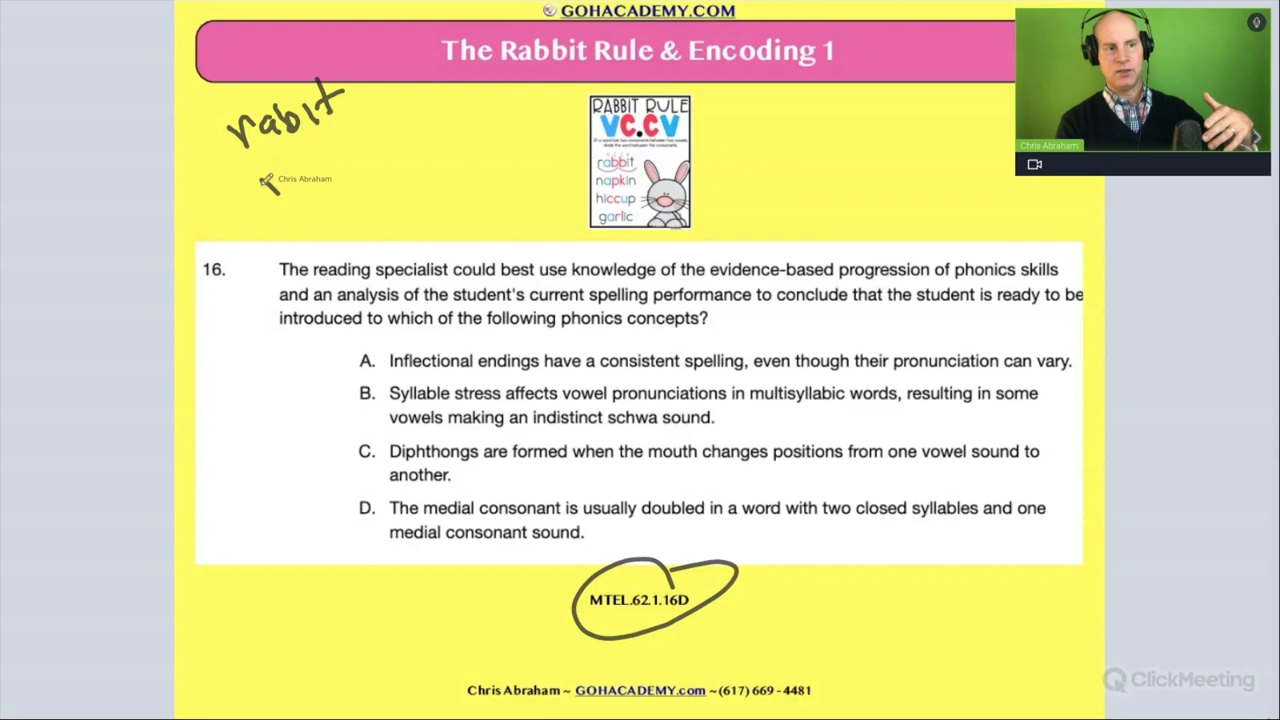 GOHACADEMY.COM
The Rabbit Rule & Encoding 1
rabit
Chris Abraham
RABBIT RULE
VC.CV
rabbit
napkin
hiccup
garlic
Chris Abraham
16. The reading specialist could best use knowledge of the evidence-based progression of phonics skills
and an analysis of the student's current spelling performance to conclude that the student is ready to be
introduced to which of the following phonics concepts?
A. Inflectional endings have a consistent spelling, even though their pronunciation can vary.
B. Syllable stress affects vowel pronunciations in multisyllabic words, resulting in some
vowels making an indistinct schwa sound.
C. Diphthongs are formed when the mouth changes positions from one vowel sound to
another.
D. The medial consonant is usually doubled in a word with two closed syllables and one
medial consonant sound.
MTEL.62.1.16D
Chris Abraham ~ GOHACADEMY.com ~(617) 669 - 4481
ClickMeeting